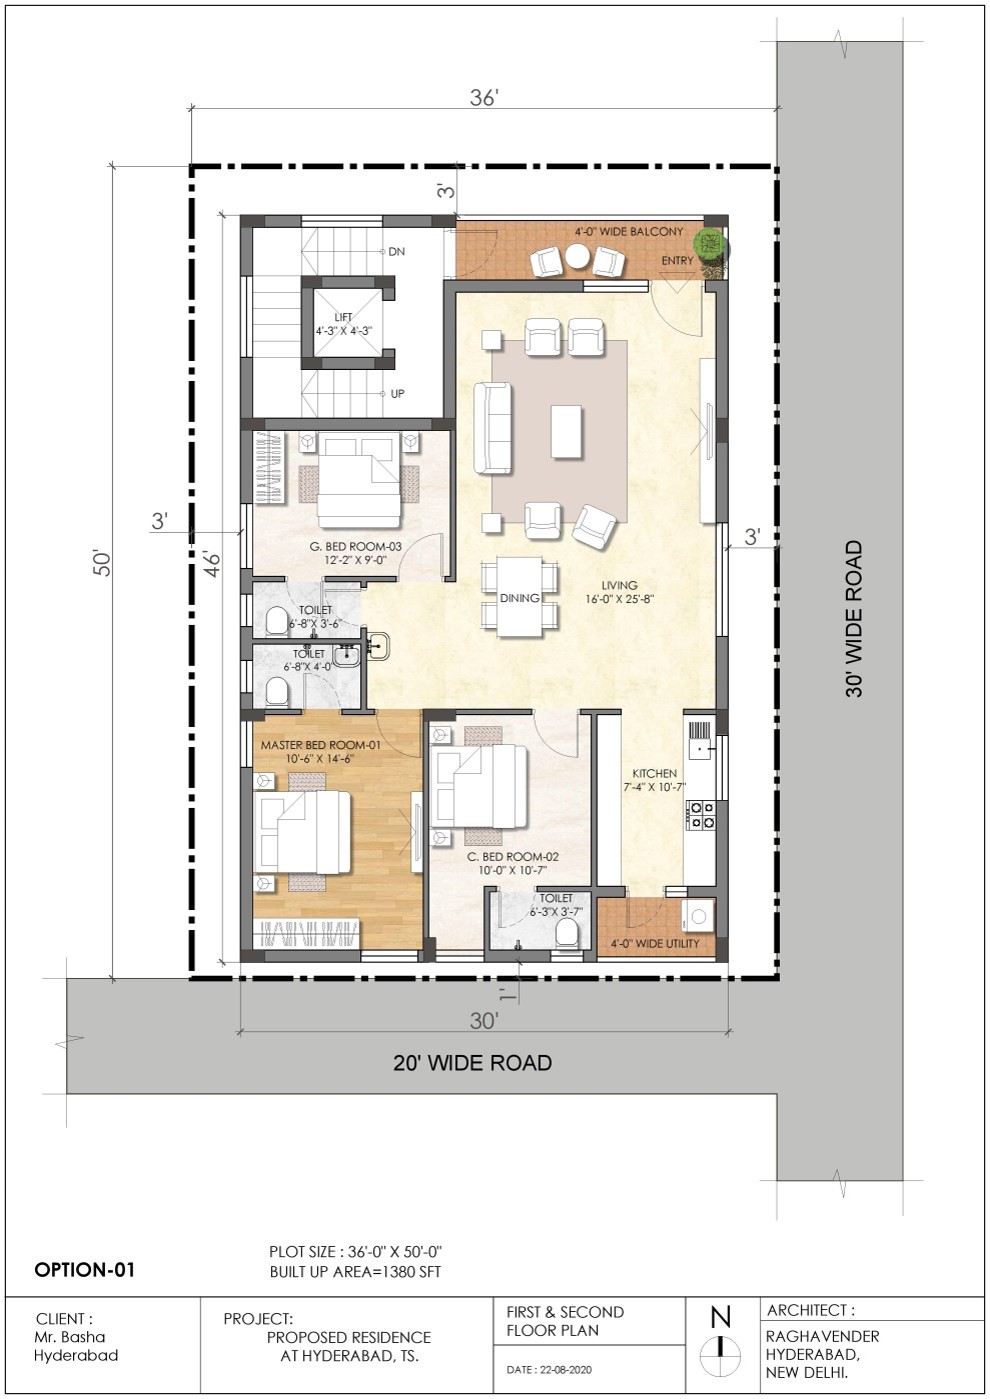 36'
3'
4'-0" WIDE BALCONY
DN
ENTRY
LIFT
4'-3" X 4'-3"
UP
3'
50'
46'
G. BED ROOM-03
12'-2" X 9'-0"
3'
30' WIDE ROAD
LIVING
16'-0" X 25'-8"
DINING
TOILET
6'-8"X 3'-6"
TOILET
6'-8"X 4'-0"
MASTER BED ROOM-01
10'-6" X 14'-6"
KITCHEN
7'-4" X 10'-7"
C. BED ROOM-02
10'-0" X 10'-7"
TOILET
6'-3"X 3'-7"
4'-0" WIDE UTILITY
1'
30'
20' WIDE ROAD
OPTION-01
PLOT SIZE : 36'-0" X 50'-0"
BUILT UP AREA=1380 SFT
CLIENT :
Mr. Basha
Hyderabad
PROJECT:
PROPOSED RESIDENCE
AT HYDERABAD, TS.
FIRST & SECOND
FLOOR PLAN
DATE : 22-08-2020
N
ARCHITECT :
RAGHAVENDER
HYDERABAD,
NEW DELHI.